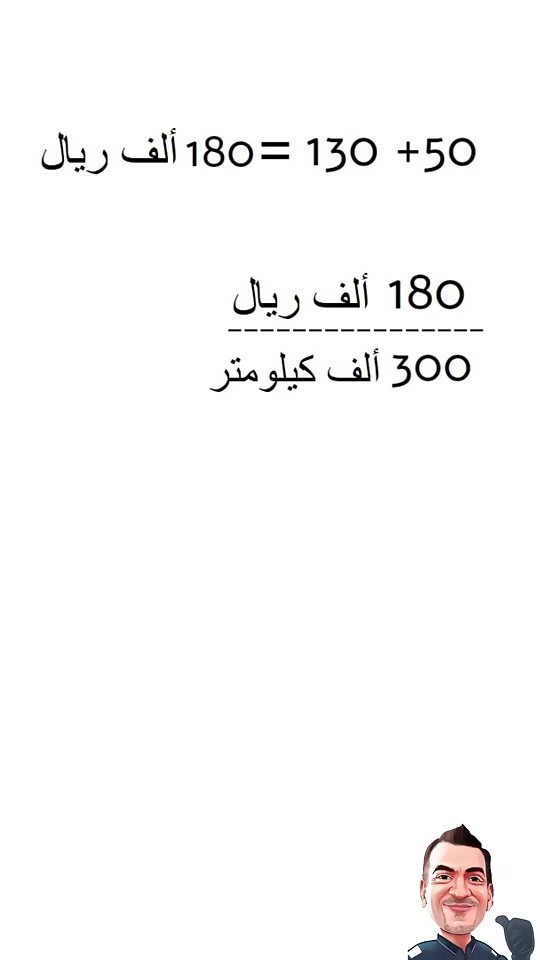 50+ 130 =180 ألف ريال
180 ألف ريال
-----------------
300 ألف كيلومتر